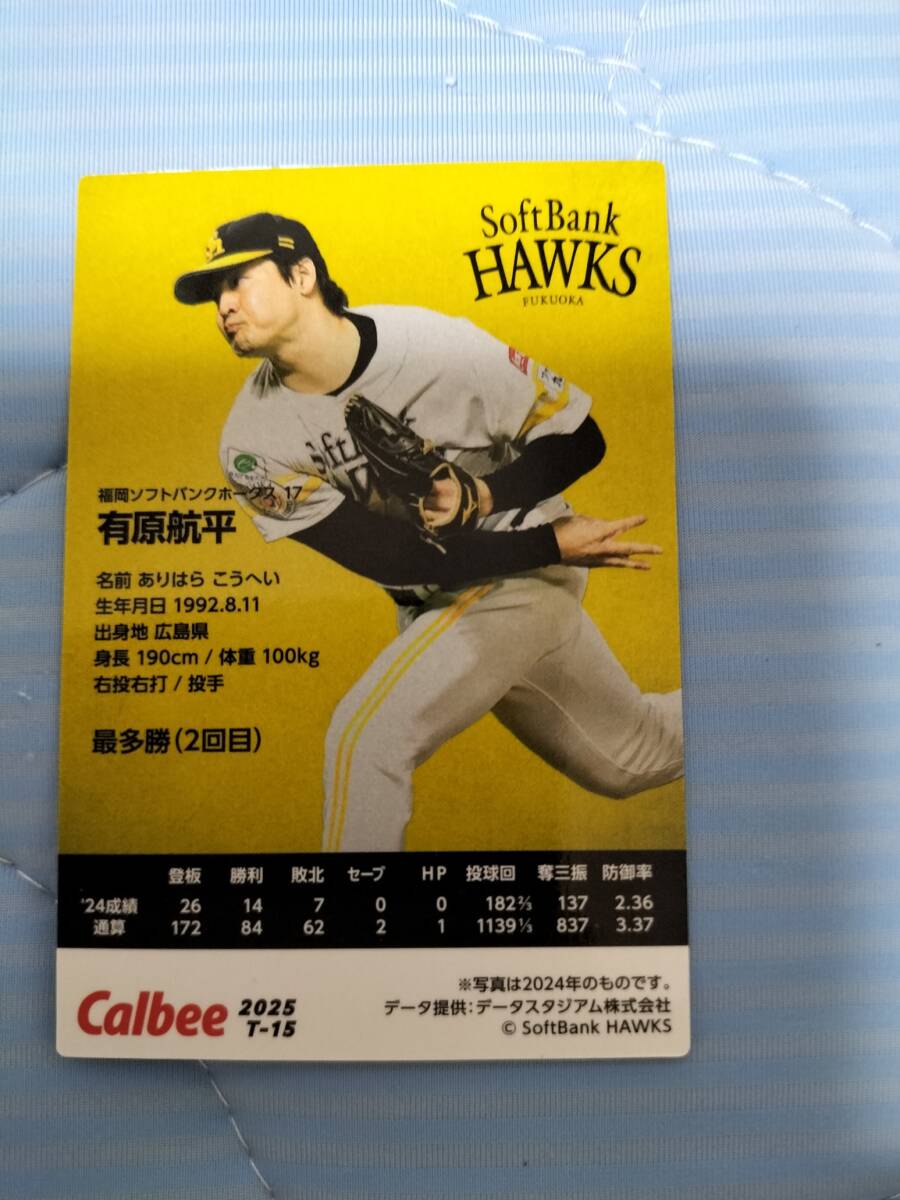 SoftBank
HAWKS
FUKUOKA
福岡ソフトバンクホークス 17
有原航平
名前 ありはら こうへい
生年月日 1992.8.11
出身地 広島県
身長 190cm / 体重 100kg
右投右打 / 投手
最多勝(2回目)
登板 勝利 敗北 セーブ HP 投球回 奪三振 防御率
'24成績 26 14 7 0 0 182⅔ 137 2.36
通算 172 84 62 2 1 1139⅓ 837 3.37
※写真は2024年のものです。
データ提供:データスタジアム株式会社
© SoftBank HAWKS
Calbee 2025
T-15